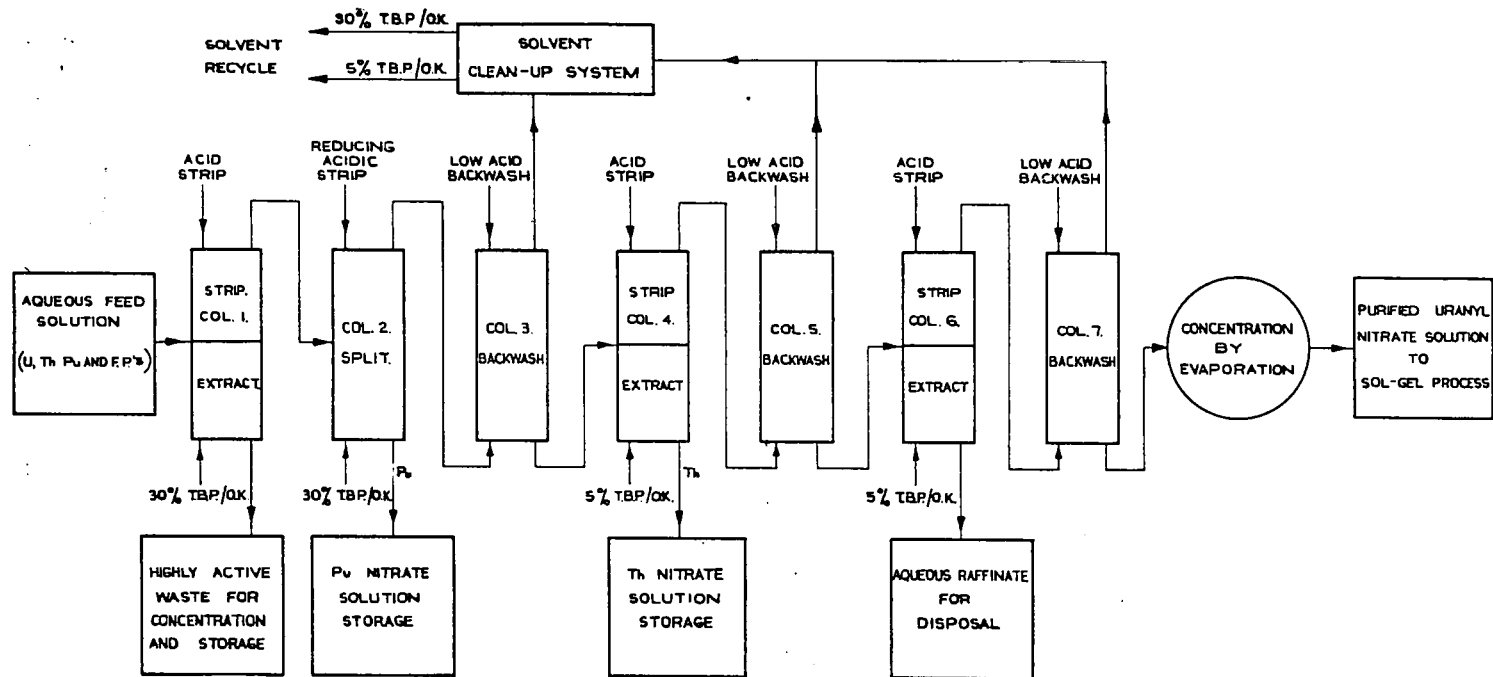 30% T.B.P/O.K.
SOLVENT
RECYCLE
5% T.B.P/O.K.
SOLVENT
CLEAN-UP SYSTEM
ACID
STRIP
REDUCING
ACIDIC
STRIP
LOW ACID
BACKWASH
ACID
STRIP
LOW ACID
BACKWASH
ACID
STRIP
LOW ACID
BACKWASH
AQUEOUS FEED
SOLUTION
(U, Th Pu AND F.P.'s)
STRIP.
COL. 1.
EXTRACT.
COL. 2.
SPLIT.
COL. 3.
BACKWASH
STRIP
COL. 4.
EXTRACT
COL. 5.
BACKWASH
STRIP
COL. 6.
EXTRACT
COL. 7.
BACKWASH
CONCENTRATION
BY
EVAPORATION
PURIFIED URANYL
NITRATE SOLUTION
TO
SOL-GEL PROCESS
30% T.B.P./O.K.
30% T.B.P./O.K.
Pu
5% T.B.P./O.K.
Th
5% T.B.P./O.K.
HIGHLY ACTIVE
WASTE FOR
CONCENTRATION
AND STORAGE
Pu NITRATE
SOLUTION
STORAGE
Th NITRATE
SOLUTION
STORAGE
AQUEOUS RAFFINATE
FOR
DISPOSAL